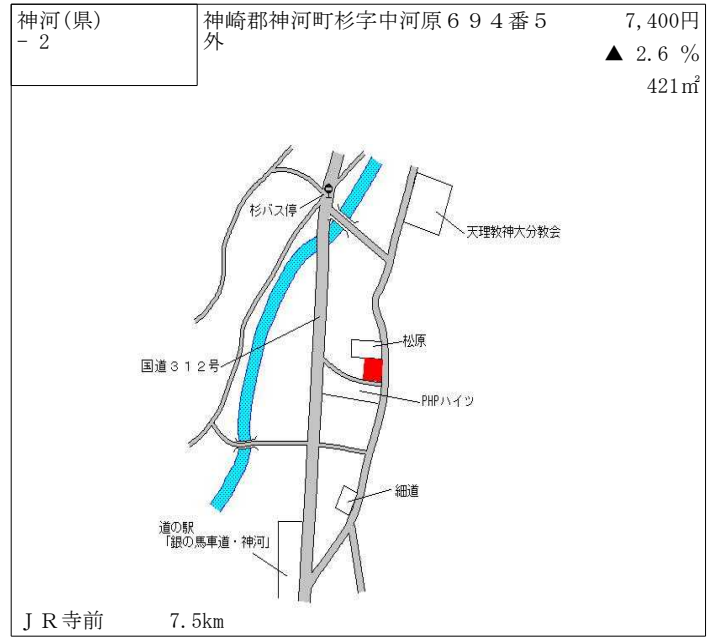 神河(県)
- 2
神崎郡神河町杉字中河原６９４番５
外
7,400円
▲ 2.6 %
421㎡
杉バス停
天理教神大分教会
松原
国道３１２号
PHPハイツ
細道
道の駅
「銀の馬車道・神河」
ＪＲ寺前 7.5km